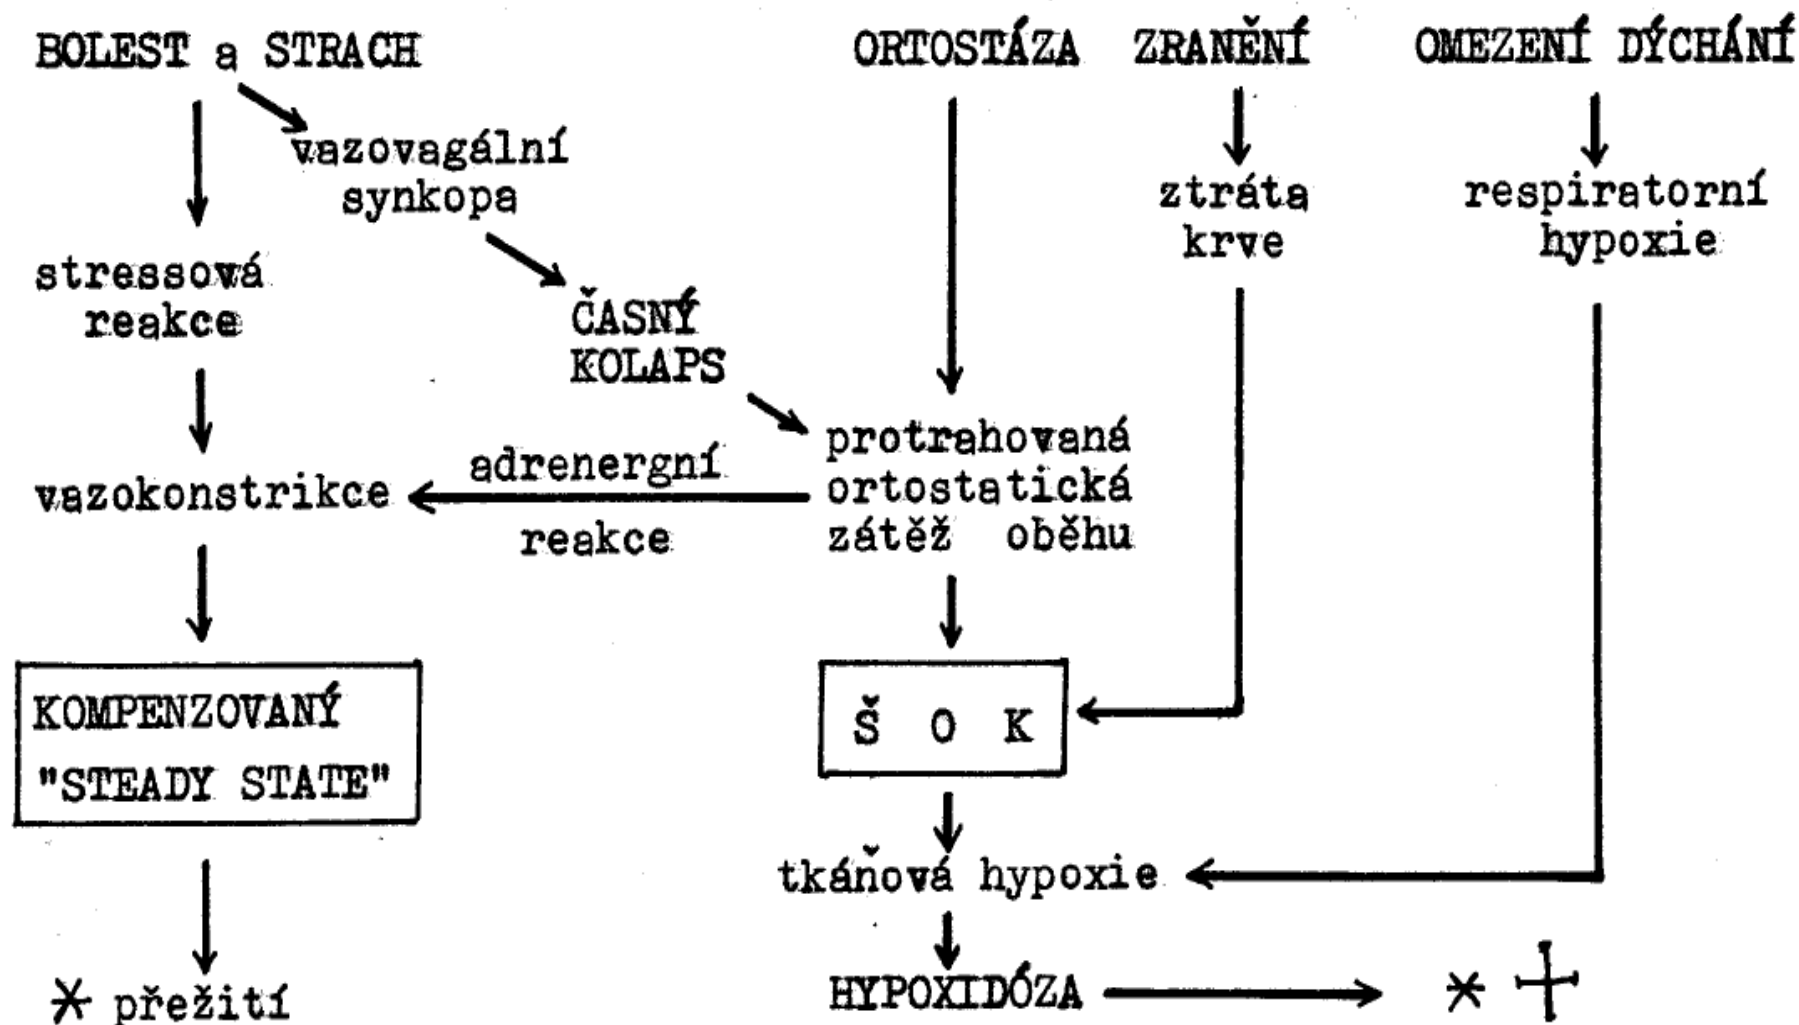 BOLEST a STRACH
ORTOSTÁZA
ZRANĚNÍ
OMEZENÍ DÝCHÁNÍ
vazovagální
synkopa
ztráta
krve
respiratorní
hypoxie
stressová
reakce
ČASNÝ
KOLAPS
protrahovaná
ortostatická
zátěž oběhu
adrenergní
reakce
vazokonstrikce
KOMPENZOVANÝ
"STEADY STATE"
Š O K
tkáňová hypoxie
* přežití
HYPOXIDÓZA
*